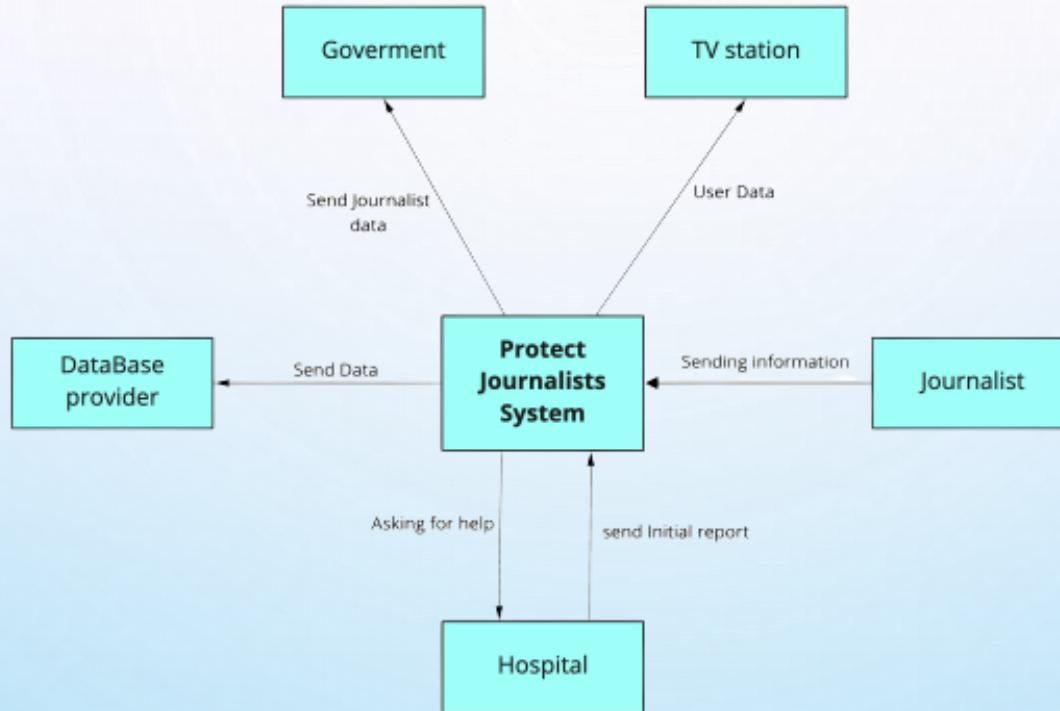 Goverment
TV station
Send Journalist
data
User Data
DataBase
provider
Send Data
Protect
Journalists
System
Sending information
Journalist
Asking for help
send Initial report
Hospital